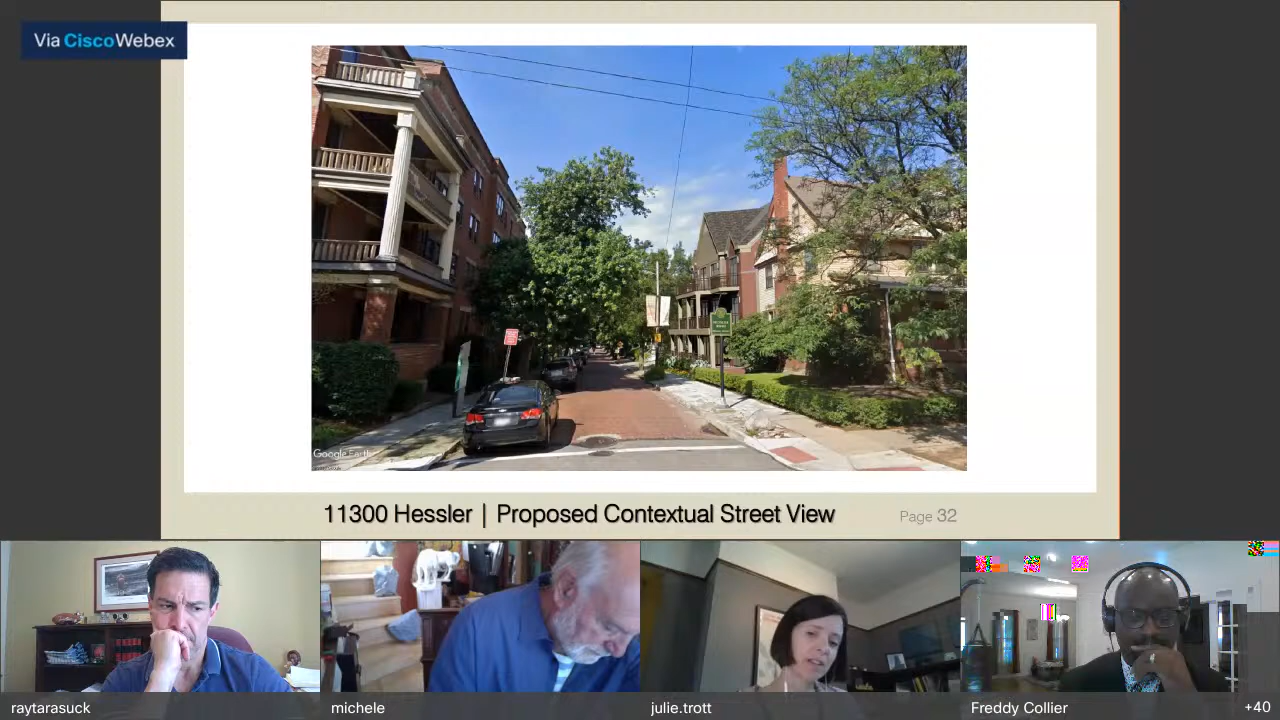 Via CiscoWebex
Google Earth
11300 Hessler | Proposed Contextual Street View
Page 32
raytarasuck
michele
julie.trott
Freddy Collier
+40